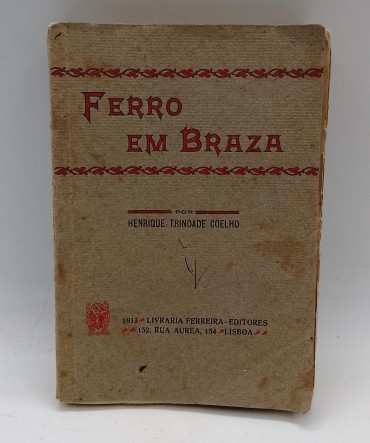 FERRO
EM BRAZA
POR
HENRIQUE TRINDADE COELHO
1913 LIVRARIA FERREIRA-EDITORES
132, RUA AUREA, 134 LISBOA